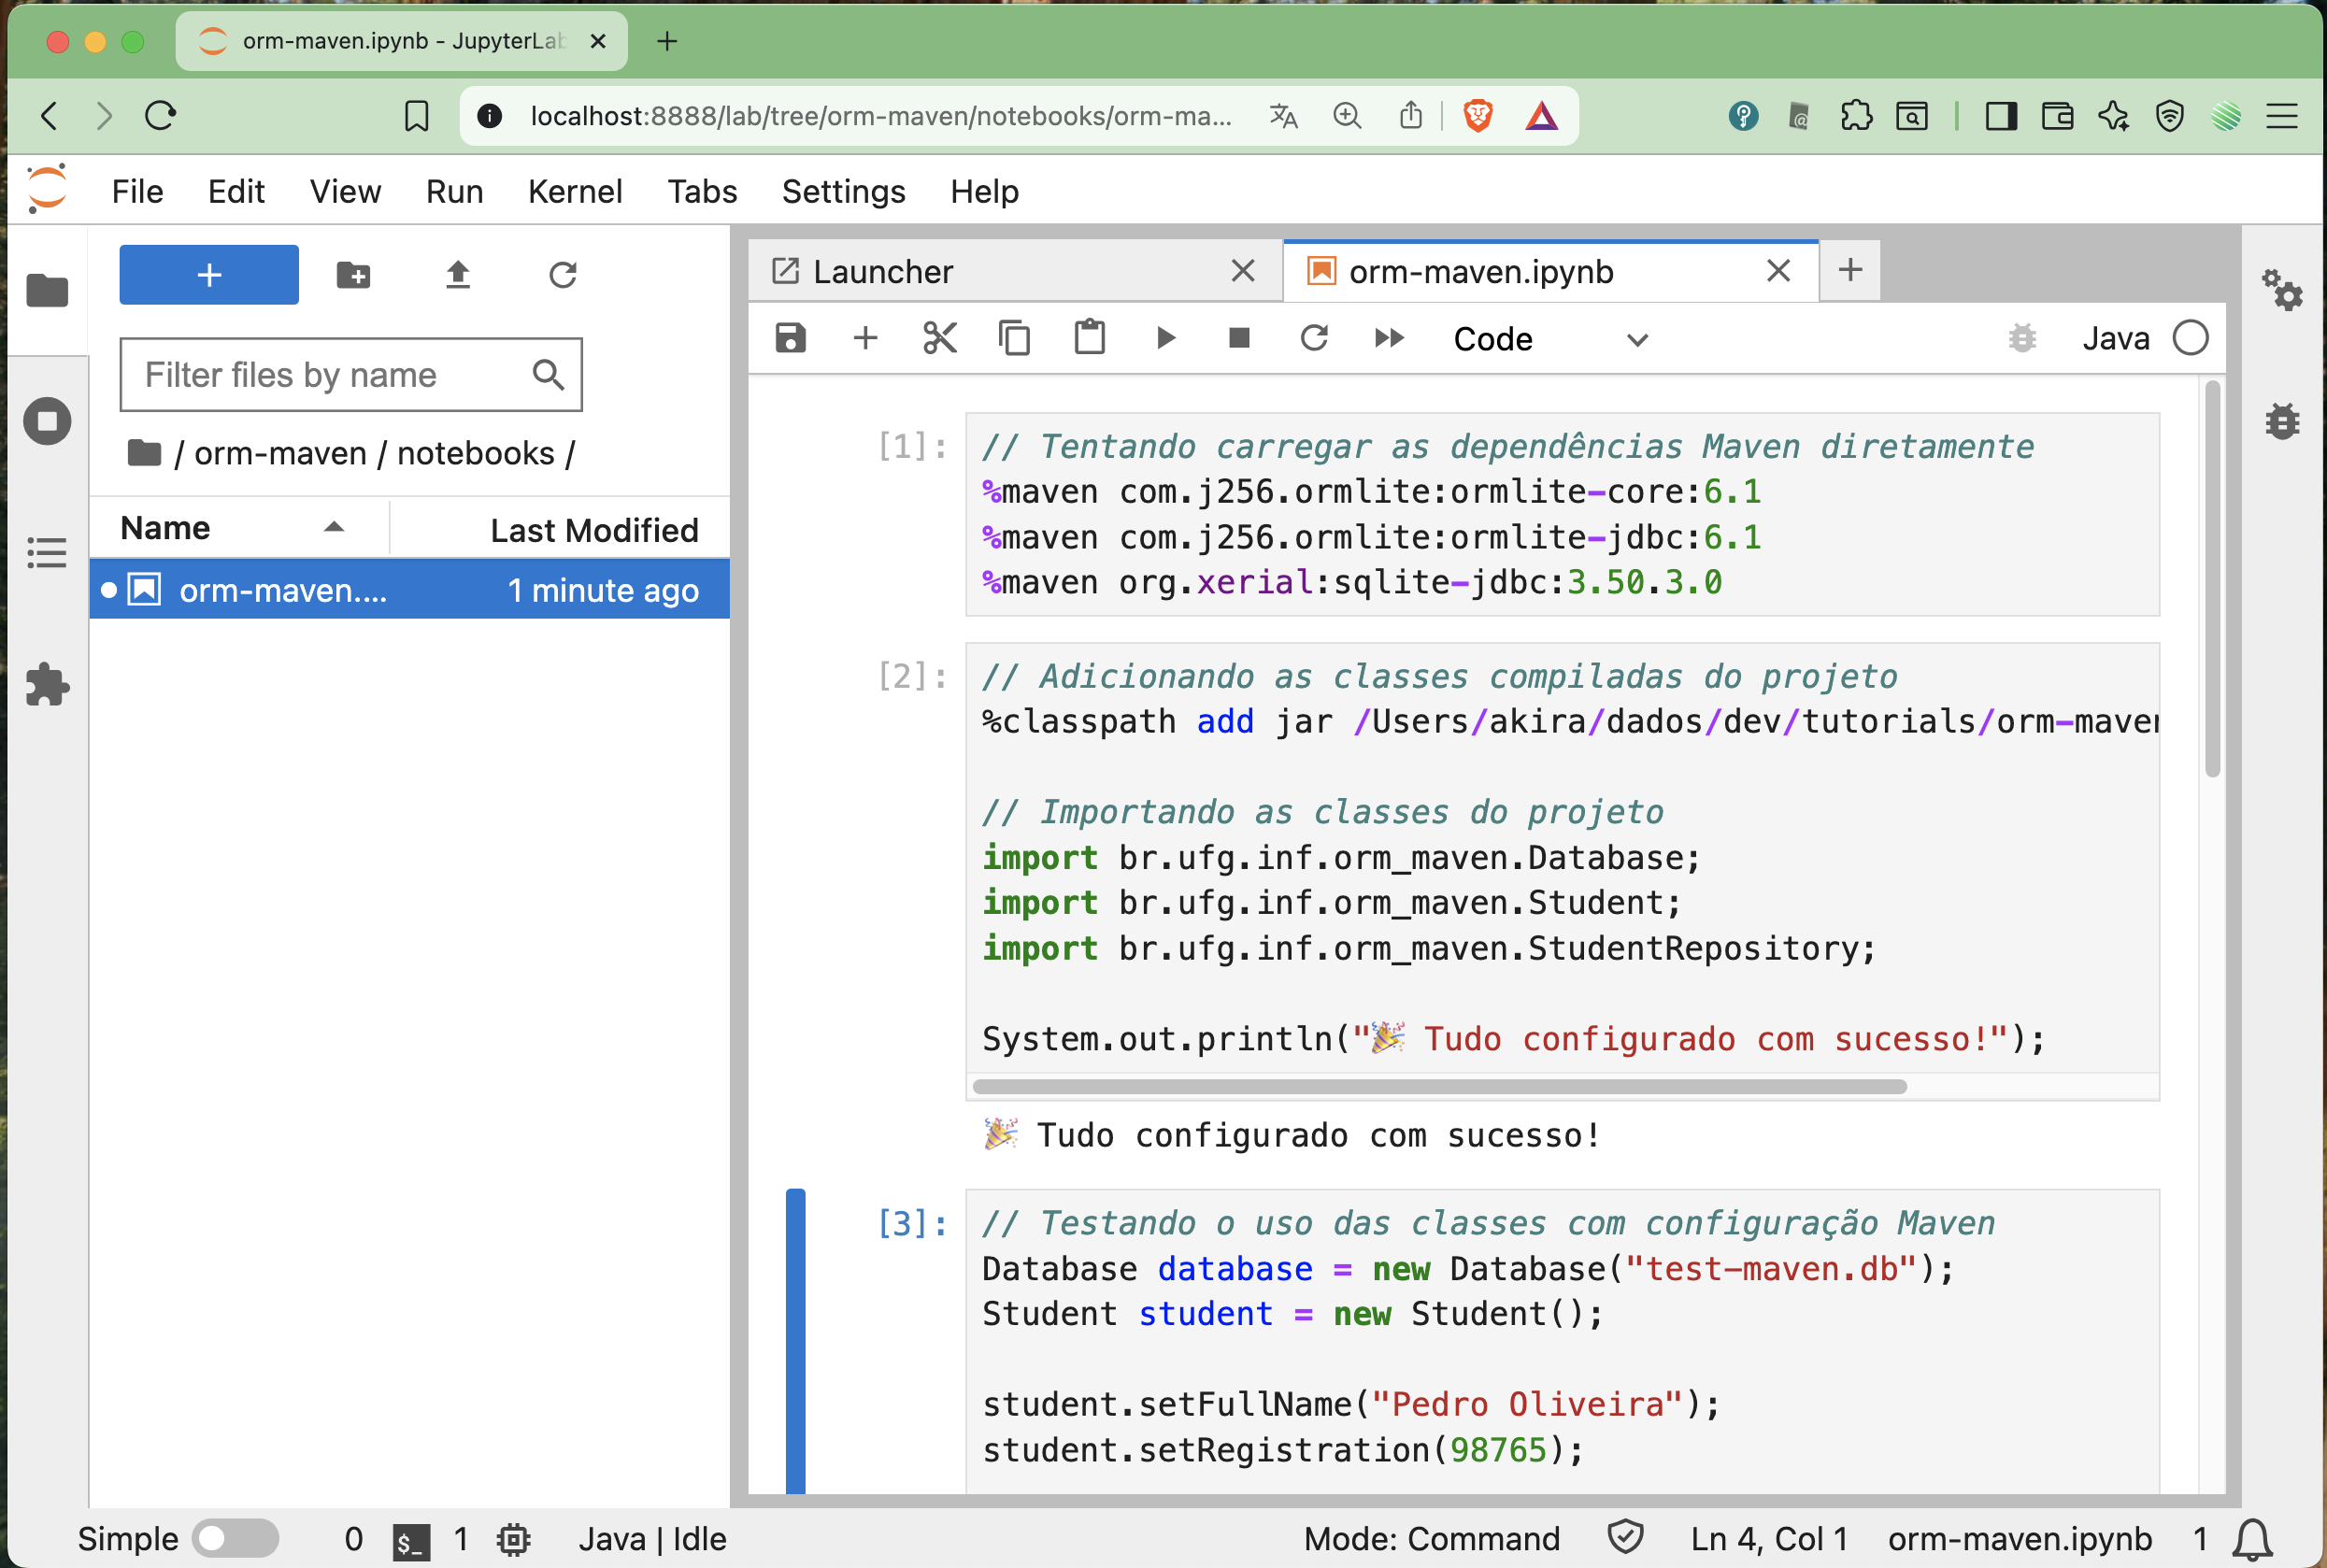 orm-maven.ipynb - JupyterLab
localhost:8888/lab/tree/orm-maven/notebooks/orm-ma...
File Edit View Run Kernel Tabs Settings Help
+
Filter files by name
/ orm-maven / notebooks /
Name Last Modified
orm-maven.... 1 minute ago
Launcher
orm-maven.ipynb
Code
Java
[1]:
// Tentando carregar as dependências Maven diretamente
%maven com.j256.ormlite:ormlite-core:6.1
%maven com.j256.ormlite:ormlite-jdbc:6.1
%maven org.xerial:sqlite-jdbc:3.50.3.0
[2]:
// Adicionando as classes compiladas do projeto
%classpath add jar /Users/akira/dados/dev/tutorials/orm-maven
// Importando as classes do projeto
import br.ufg.inf.orm_maven.Database;
import br.ufg.inf.orm_maven.Student;
import br.ufg.inf.orm_maven.StudentRepository;
System.out.println("🎉 Tudo configurado com sucesso!");
🎉 Tudo configurado com sucesso!
[3]:
// Testando o uso das classes com configuração Maven
Database database = new Database("test-maven.db");
Student student = new Student();
student.setFullName("Pedro Oliveira");
student.setRegistration(98765);
Simple 0 $_ 1 Java | Idle Mode: Command Ln 4, Col 1 orm-maven.ipynb 1